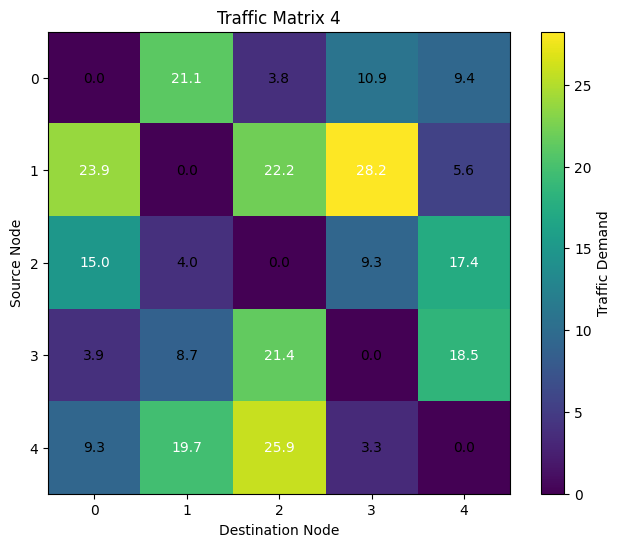 Traffic Matrix 4
0 0.0 21.1 3.8 10.9 9.4
1 23.9 0.0 22.2 28.2 5.6
2 15.0 4.0 0.0 9.3 17.4
3 3.9 8.7 21.4 0.0 18.5
4 9.3 19.7 25.9 3.3 0.0
0 1 2 3 4
Destination Node
Source Node
25
20
15
10
5
0
Traffic Demand